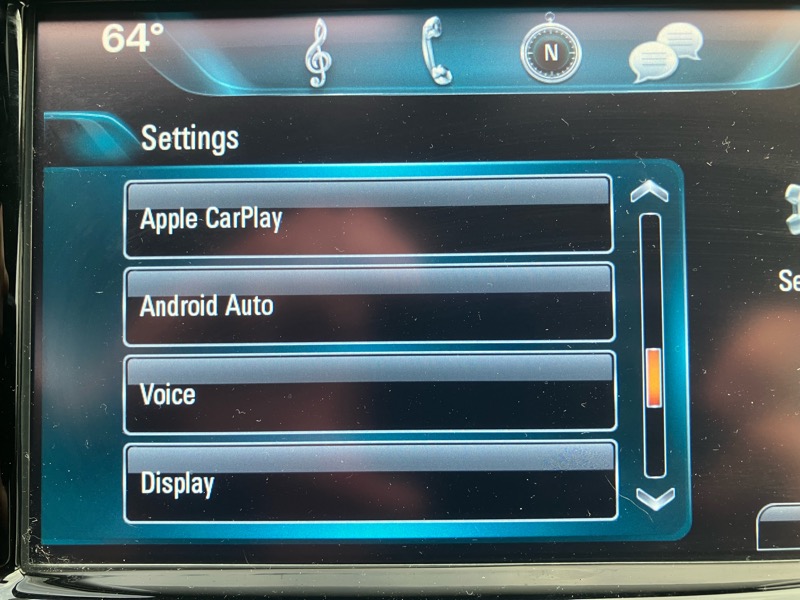 64°
N
Settings
Apple CarPlay
Android Auto
Voice
Display